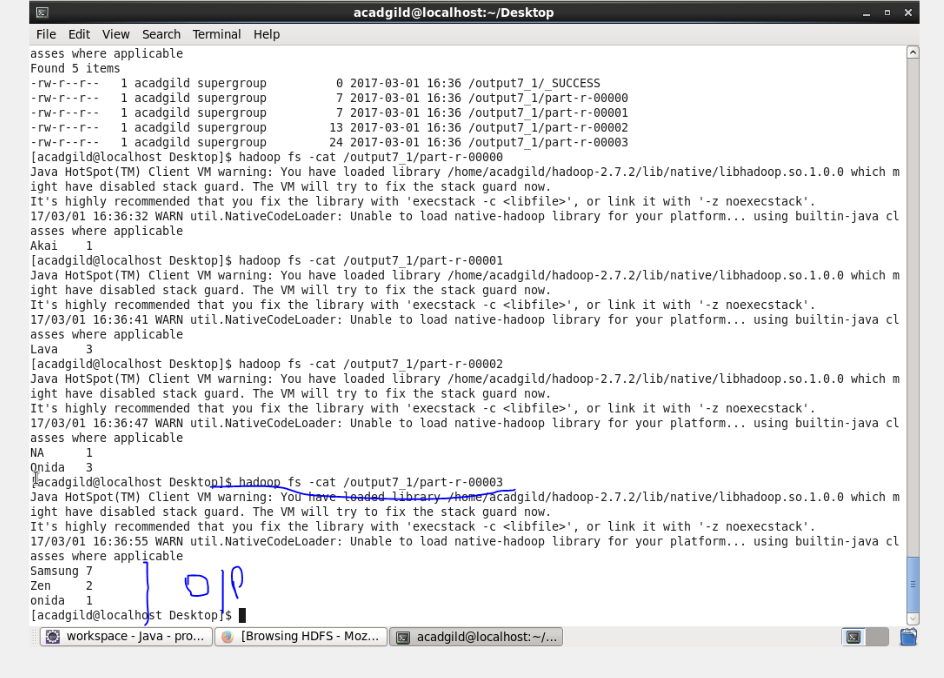 acadgild@localhost:~/Desktop
File Edit View Search Terminal Help
asses where applicable
Found 5 items
-rw-r--r--   1 acadgild supergroup          0 2017-03-01 16:36 /output7_1/_SUCCESS
-rw-r--r--   1 acadgild supergroup          7 2017-03-01 16:36 /output7_1/part-r-00000
-rw-r--r--   1 acadgild supergroup          7 2017-03-01 16:36 /output7_1/part-r-00001
-rw-r--r--   1 acadgild supergroup         13 2017-03-01 16:36 /output7_1/part-r-00002
-rw-r--r--   1 acadgild supergroup         24 2017-03-01 16:36 /output7_1/part-r-00003
[acadgild@localhost Desktop]$ hadoop fs -cat /output7_1/part-r-00000
Java HotSpot(TM) Client VM warning: You have loaded library /home/acadgild/hadoop-2.7.2/lib/native/libhadoop.so.1.0.0 which m
ight have disabled stack guard. The VM will try to fix the stack guard now.
It's highly recommended that you fix the library with 'execstack -c <libfile>', or link it with '-z noexecstack'.
17/03/01 16:36:32 WARN util.NativeCodeLoader: Unable to load native-hadoop library for your platform... using builtin-java cl
asses where applicable
Akai    1
[acadgild@localhost Desktop]$ hadoop fs -cat /output7_1/part-r-00001
Java HotSpot(TM) Client VM warning: You have loaded library /home/acadgild/hadoop-2.7.2/lib/native/libhadoop.so.1.0.0 which m
ight have disabled stack guard. The VM will try to fix the stack guard now.
It's highly recommended that you fix the library with 'execstack -c <libfile>', or link it with '-z noexecstack'.
17/03/01 16:36:41 WARN util.NativeCodeLoader: Unable to load native-hadoop library for your platform... using builtin-java cl
asses where applicable
Lava    3
[acadgild@localhost Desktop]$ hadoop fs -cat /output7_1/part-r-00002
Java HotSpot(TM) Client VM warning: You have loaded library /home/acadgild/hadoop-2.7.2/lib/native/libhadoop.so.1.0.0 which m
ight have disabled stack guard. The VM will try to fix the stack guard now.
It's highly recommended that you fix the library with 'execstack -c <libfile>', or link it with '-z noexecstack'.
17/03/01 16:36:47 WARN util.NativeCodeLoader: Unable to load native-hadoop library for your platform... using builtin-java cl
asses where applicable
NA      1
Onida   3
[acadgild@localhost Desktop]$ hadoop fs -cat /output7_1/part-r-00003
Java HotSpot(TM) Client VM warning: You have loaded library /home/acadgild/hadoop-2.7.2/lib/native/libhadoop.so.1.0.0 which m
ight have disabled stack guard. The VM will try to fix the stack guard now.
It's highly recommended that you fix the library with 'execstack -c <libfile>', or link it with '-z noexecstack'.
17/03/01 16:36:55 WARN util.NativeCodeLoader: Unable to load native-hadoop library for your platform... using builtin-java cl
asses where applicable
Samsung 7
Zen     2
onida   1
O/P
[acadgild@localhost Desktop]$
workspace - Java - pro... [Browsing HDFS - Moz... acadgild@localhost:~/...